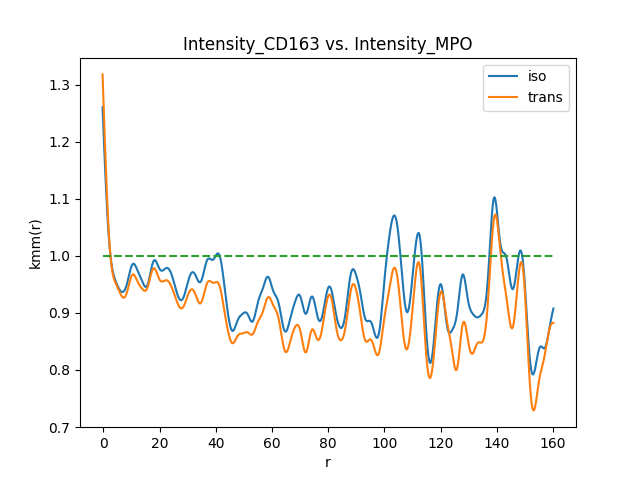 Intensity_CD163 vs. Intensity_MPO
iso
trans
1.3
1.2
1.1
1.0
0.9
0.8
0.7
kmm(r)
0 20 40 60 80 100 120 140 160
r